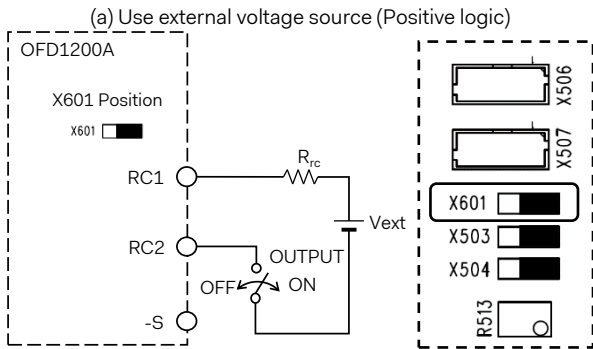 (a) Use external voltage source (Positive logic)
OFD1200A
X601 Position
X601
RC1
Rrc
Vext
RC2
OUTPUT
OFF ON
-S
X506
X507
X601
X503
X504
R513